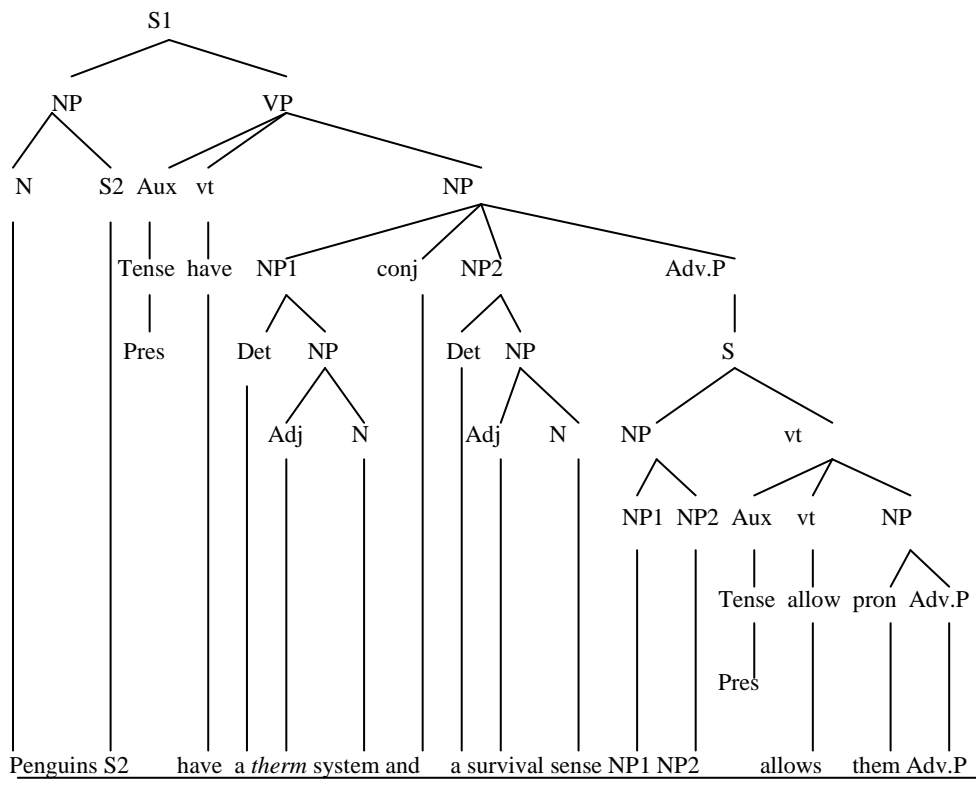 S1
NP VP
N S2 Aux vt NP
Tense have NP1 conj NP2 Adv.P
Pres Det NP Det NP S
Adj N Adj N NP vt
NP1 NP2 Aux vt NP
Tense allow pron Adv.P
Pres
Penguins S2 have a therm system and a survival sense NP1 NP2 allows them Adv.P